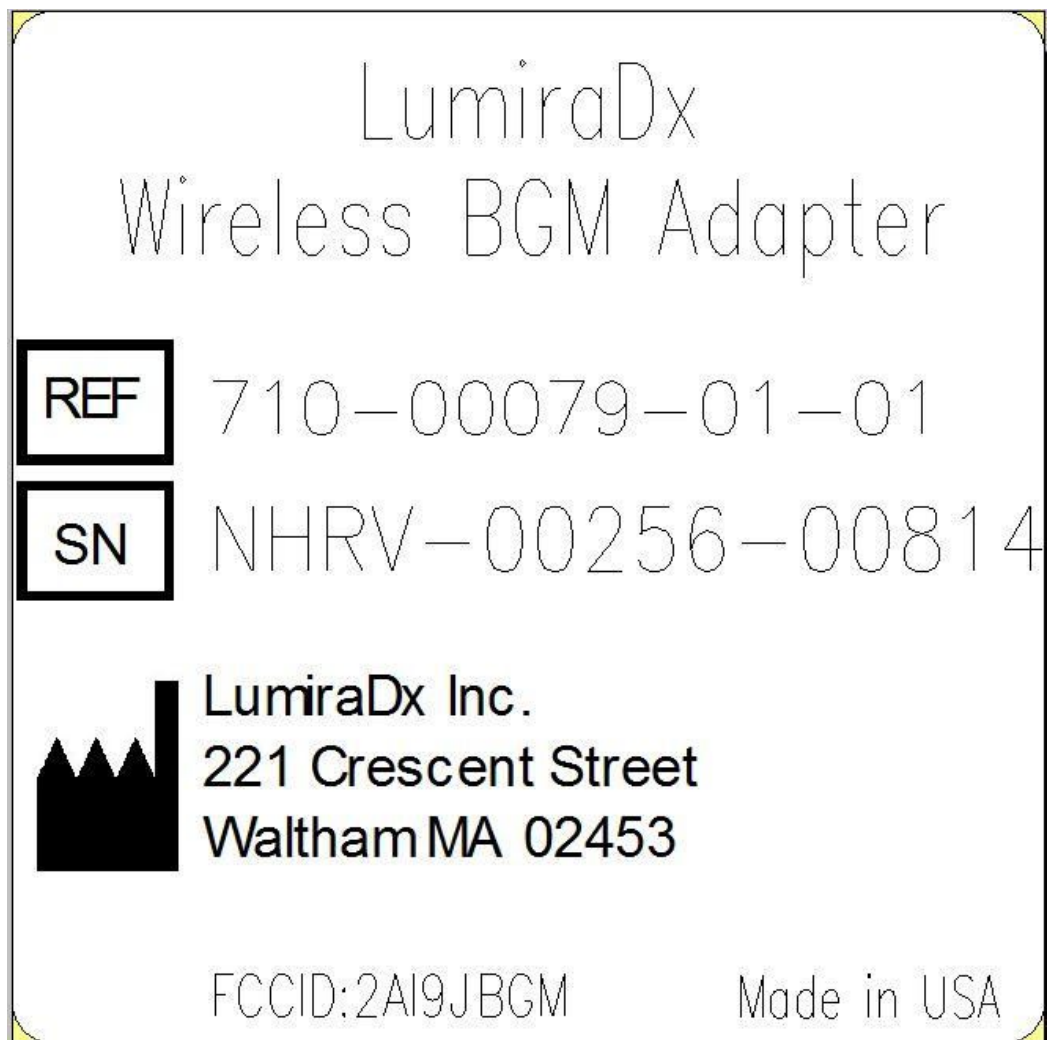 LumiraDx
Wireless BGM Adapter
REF 710-00079-01-01
SN NHRV-00256-00814
LumiraDx Inc.
221 Crescent Street
Waltham MA 02453
FCCID:2AI9JBGM Made in USA